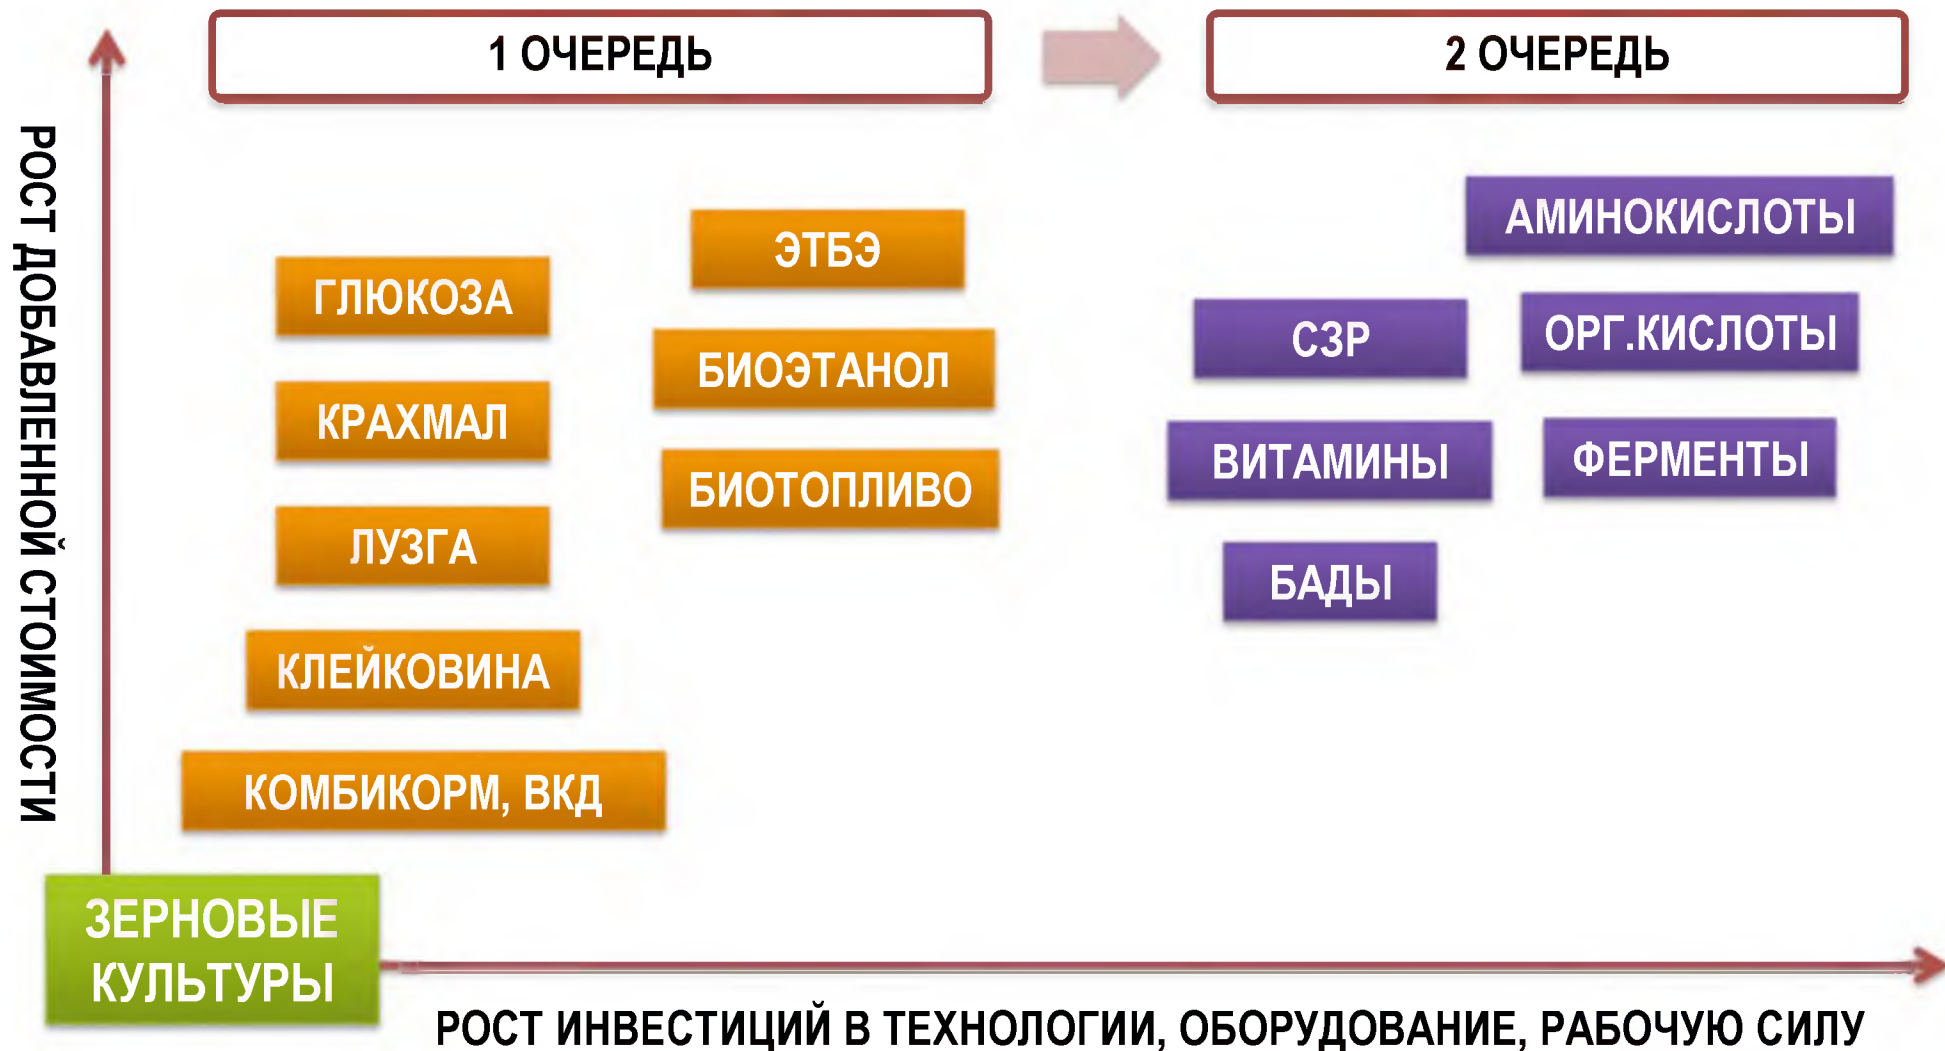 1 ОЧЕРЕДЬ
2 ОЧЕРЕДЬ
РОСТ ДОБАВЛЕННОЙ СТОИМОСТИ
ГЛЮКОЗА
КРАХМАЛ
ЛУЗГА
КЛЕЙКОВИНА
КОМБИКОРМ, ВКД
ЭТБЭ
БИОЭТАНОЛ
БИОТОПЛИВО
СЗР
ВИТАМИНЫ
БАДЫ
АМИНОКИСЛОТЫ
ОРГ.КИСЛОТЫ
ФЕРМЕНТЫ
ЗЕРНОВЫЕ
КУЛЬТУРЫ
РОСТ ИНВЕСТИЦИЙ В ТЕХНОЛОГИИ, ОБОРУДОВАНИЕ, РАБОЧУЮ СИЛУ